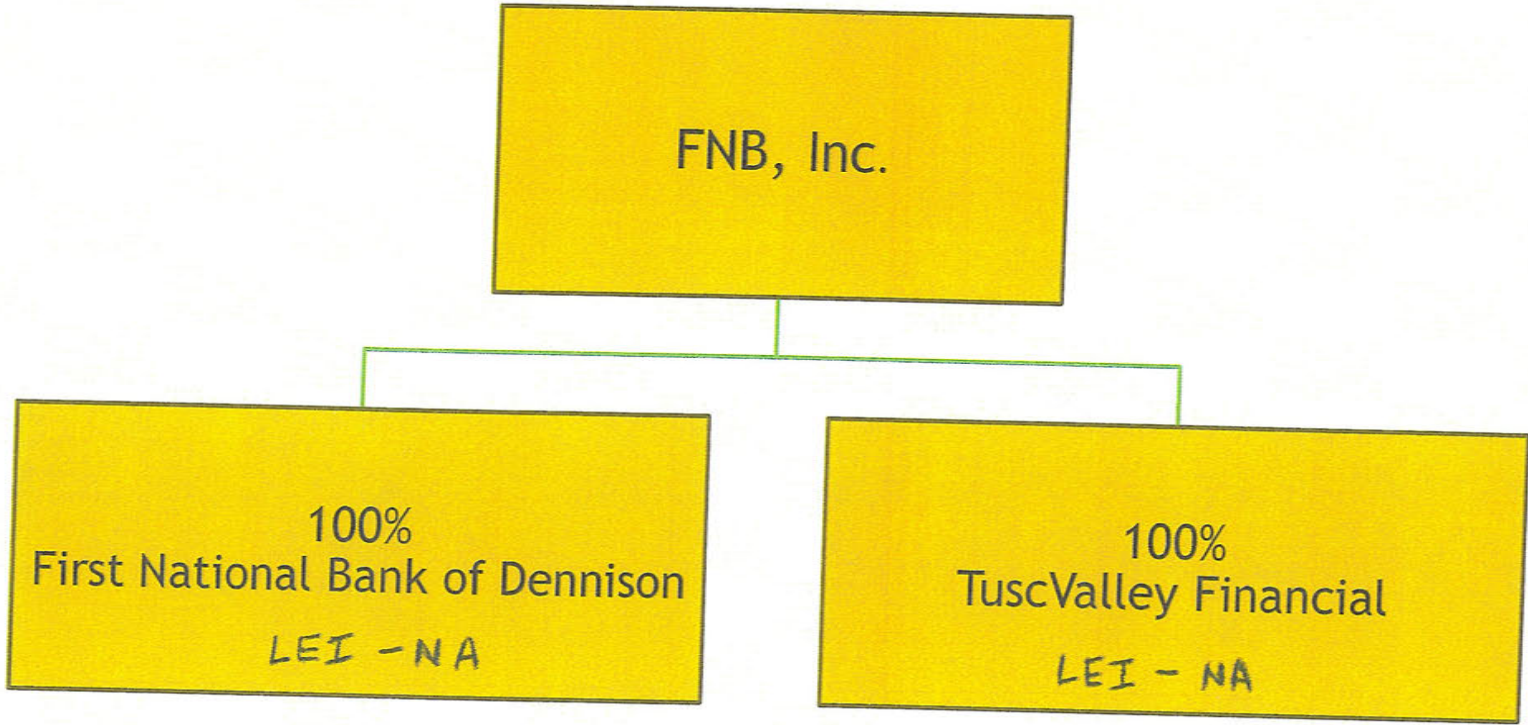 FNB, Inc.
100%
First National Bank of Dennison
LEI - NA
100%
TuscValley Financial
LEI - NA